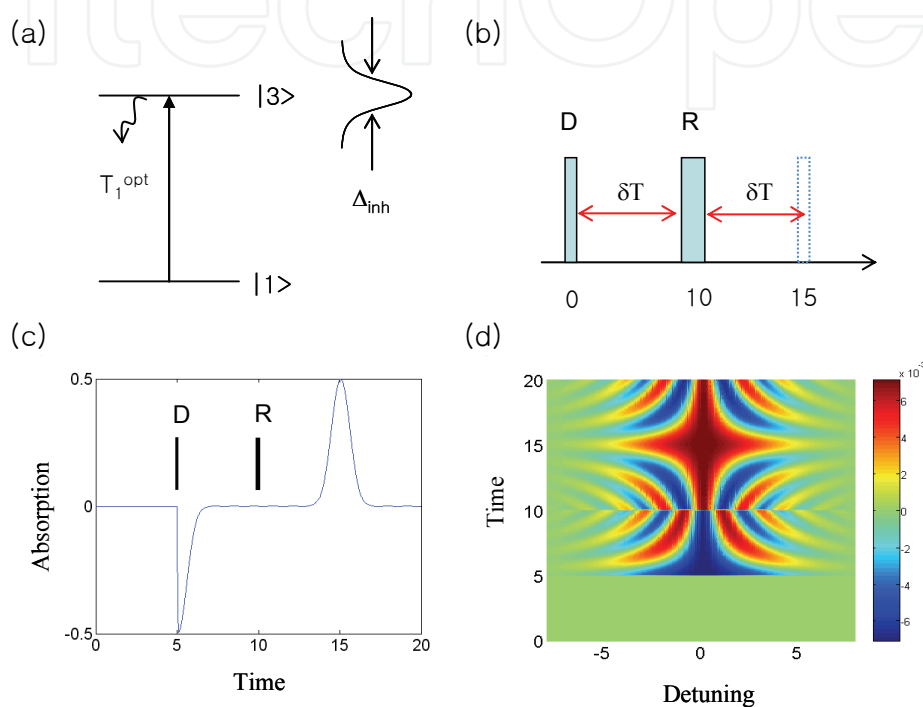 ntechOpe
(a)
|3>
T₁ᵒᵖᵗ
Δinh
|1>
(b)
D R
δT δT
0 10 15
(c)
0.5
D R
0
-0.5
0 5 10 15 20
Absorption
Time
(d)
x 10⁻³
20
15
10
5
0
-5 0 5
6
4
2
0
-2
-4
-6
Time
Detuning